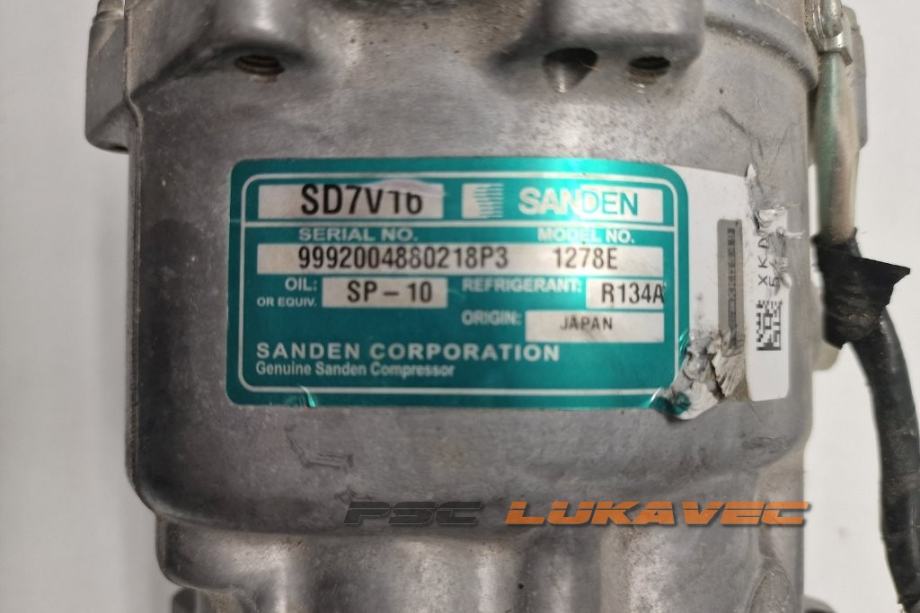 SD7V16 SANDEN
SERIAL NO. MODEL NO.
9992004880218P3 1278E
OIL: SP-10 REFRIGERANT: R134A
OR EQUIV.
ORIGIN: JAPAN
SANDEN CORPORATION
Genuine Sanden Compressor
PSC LUKAVEC